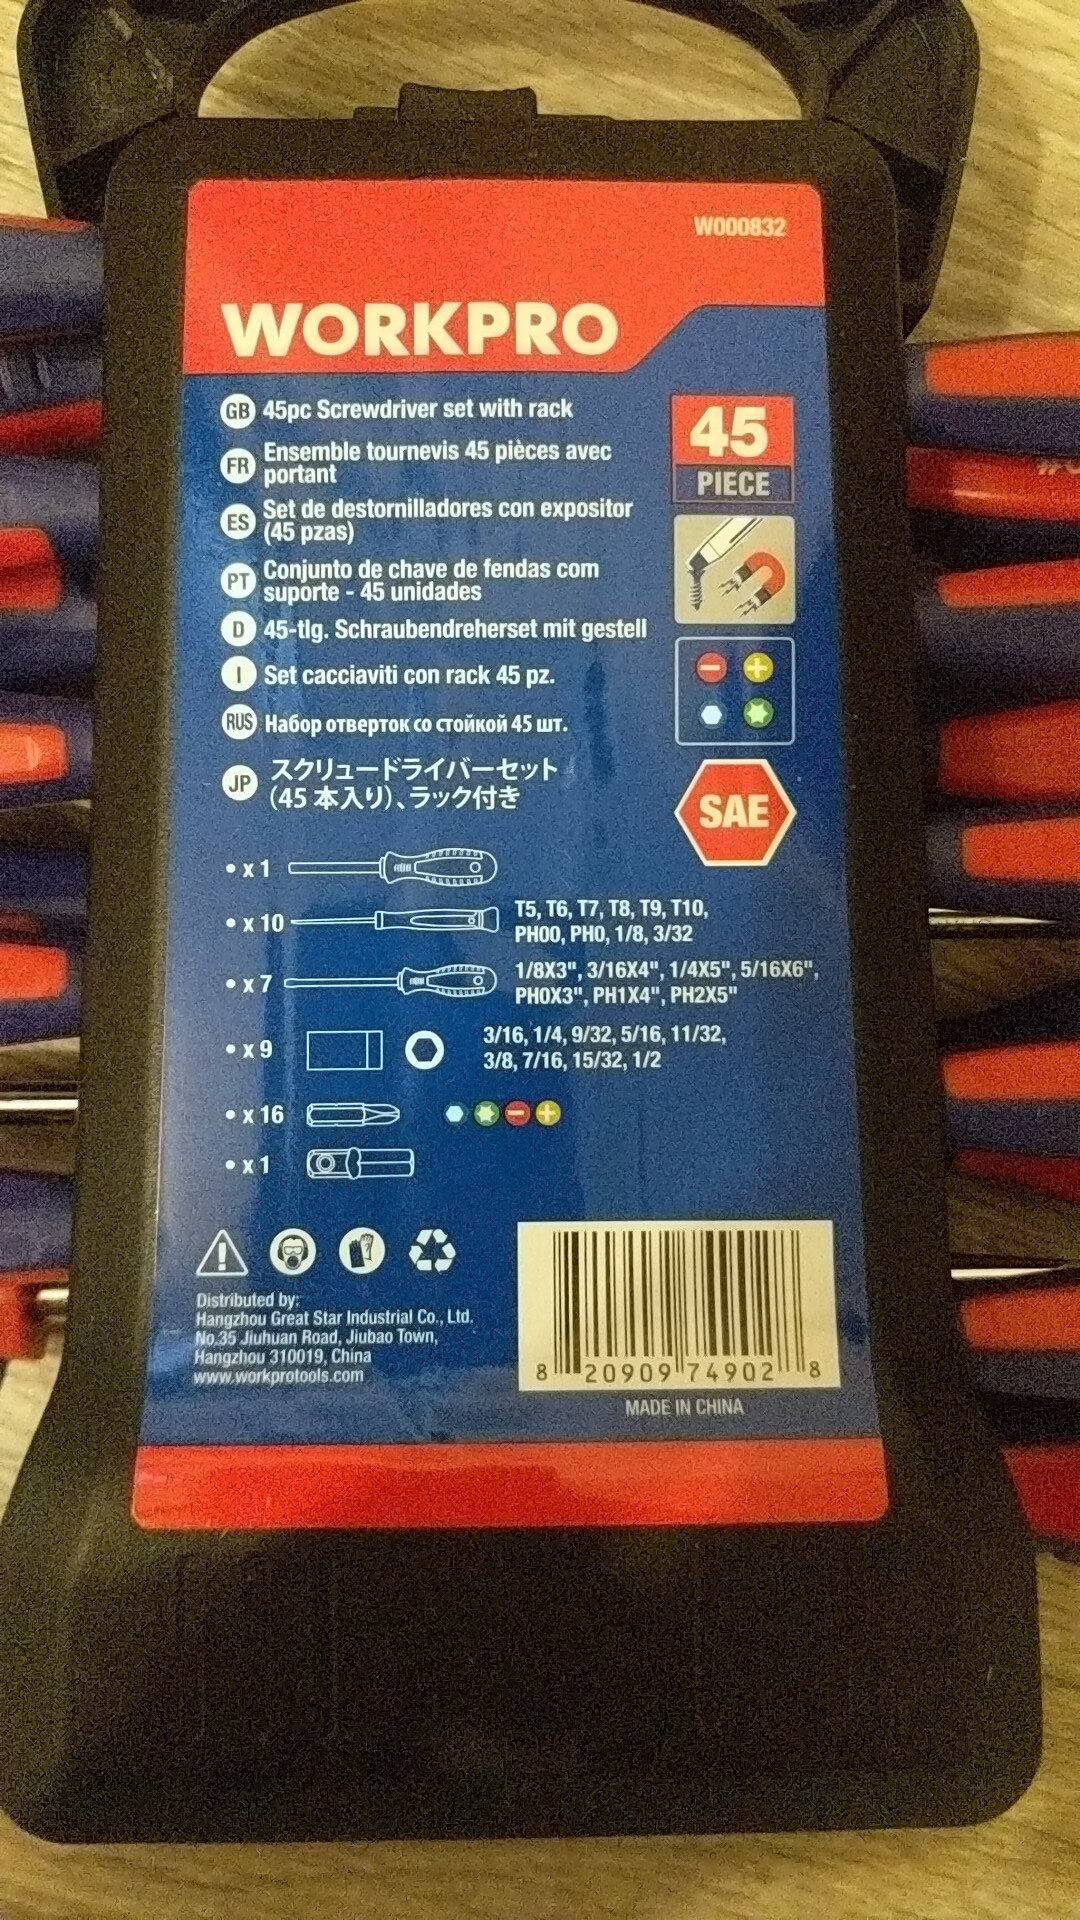 W000832
WORKPRO
GB 45pc Screwdriver set with rack
FR Ensemble tournevis 45 pièces avec
portant
ES Set de destornilladores con expositor
(45 pzas)
PT Conjunto de chave de fendas com
suporte - 45 unidades
D 45-tlg. Schraubendreherset mit gestell
I Set cacciaviti con rack 45 pz.
RUS Набор отверток со стойкой 45 шт.
JP スクリュードライバーセット
(45 本入り)、ラック付き
45
PIECE
SAE
• x 1
• x 10 T5, T6, T7, T8, T9, T10,
PH00, PH0, 1/8, 3/32
• x 7 1/8X3", 3/16X4", 1/4X5", 5/16X6",
PH0X3", PH1X4", PH2X5"
• x 9 3/16, 1/4, 9/32, 5/16, 11/32,
3/8, 7/16, 15/32, 1/2
• x 16
• x 1
Distributed by:
Hangzhou Great Star Industrial Co., Ltd.
No.35 Jiuhuan Road, Jiubao Town,
Hangzhou 310019, China
www.workprotools.com
8 20909 74902 8
MADE IN CHINA